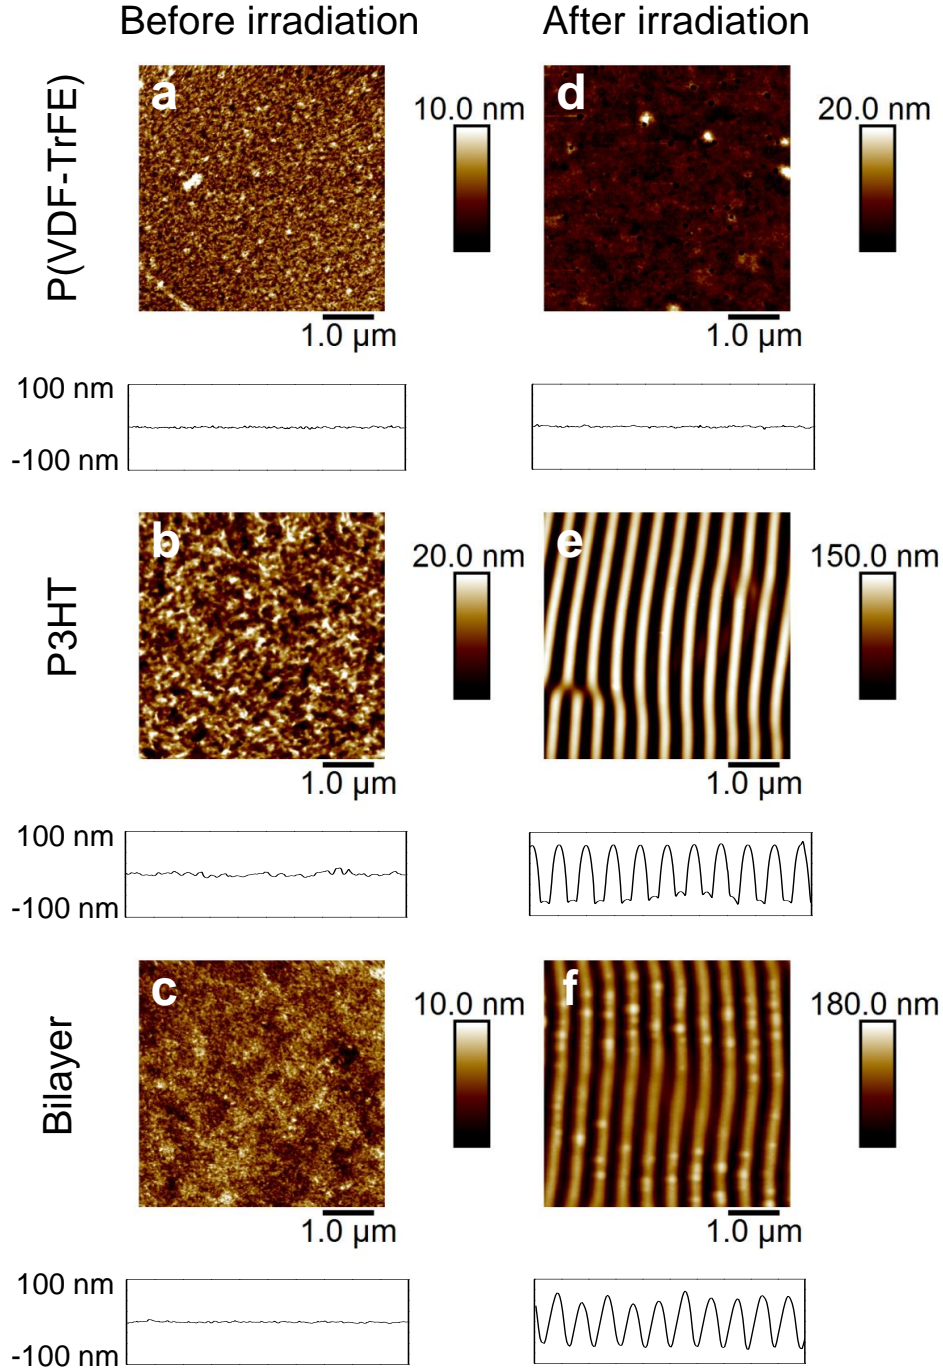 Before irradiation
After irradiation
P(VDF-TrFE)
a
10.0 nm
1.0 µm
d
20.0 nm
1.0 µm
100 nm
-100 nm
P3HT
b
20.0 nm
1.0 µm
e
150.0 nm
1.0 µm
100 nm
-100 nm
Bilayer
c
10.0 nm
1.0 µm
f
180.0 nm
1.0 µm
100 nm
-100 nm